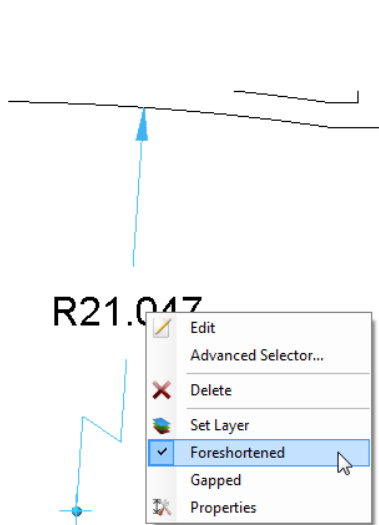 R21.047
Edit
Advanced Selector...
Delete
Set Layer
Foreshortened
Gapped
Properties